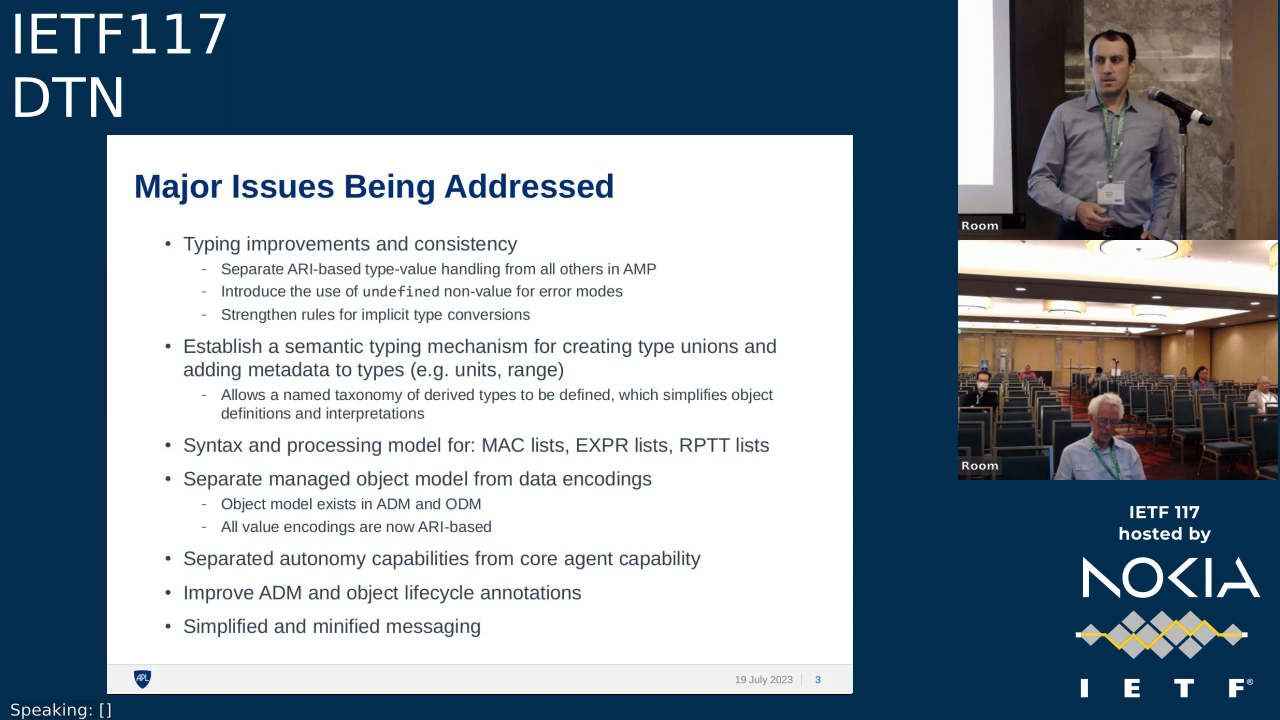 IETF117
DTN
Major Issues Being Addressed
• Typing improvements and consistency
- Separate ARI-based type-value handling from all others in AMP
- Introduce the use of undefined non-value for error modes
- Strengthen rules for implicit type conversions
• Establish a semantic typing mechanism for creating type unions and
adding metadata to types (e.g. units, range)
- Allows a named taxonomy of derived types to be defined, which simplifies object
definitions and interpretations
• Syntax and processing model for: MAC lists, EXPR lists, RPTT lists
• Separate managed object model from data encodings
- Object model exists in ADM and ODM
- All value encodings are now ARI-based
• Separated autonomy capabilities from core agent capability
• Improve ADM and object lifecycle annotations
• Simplified and minified messaging
APL
19 July 2023 | 3
Room
Room
IETF 117
hosted by
NOKIA
I E T F®
Speaking: []